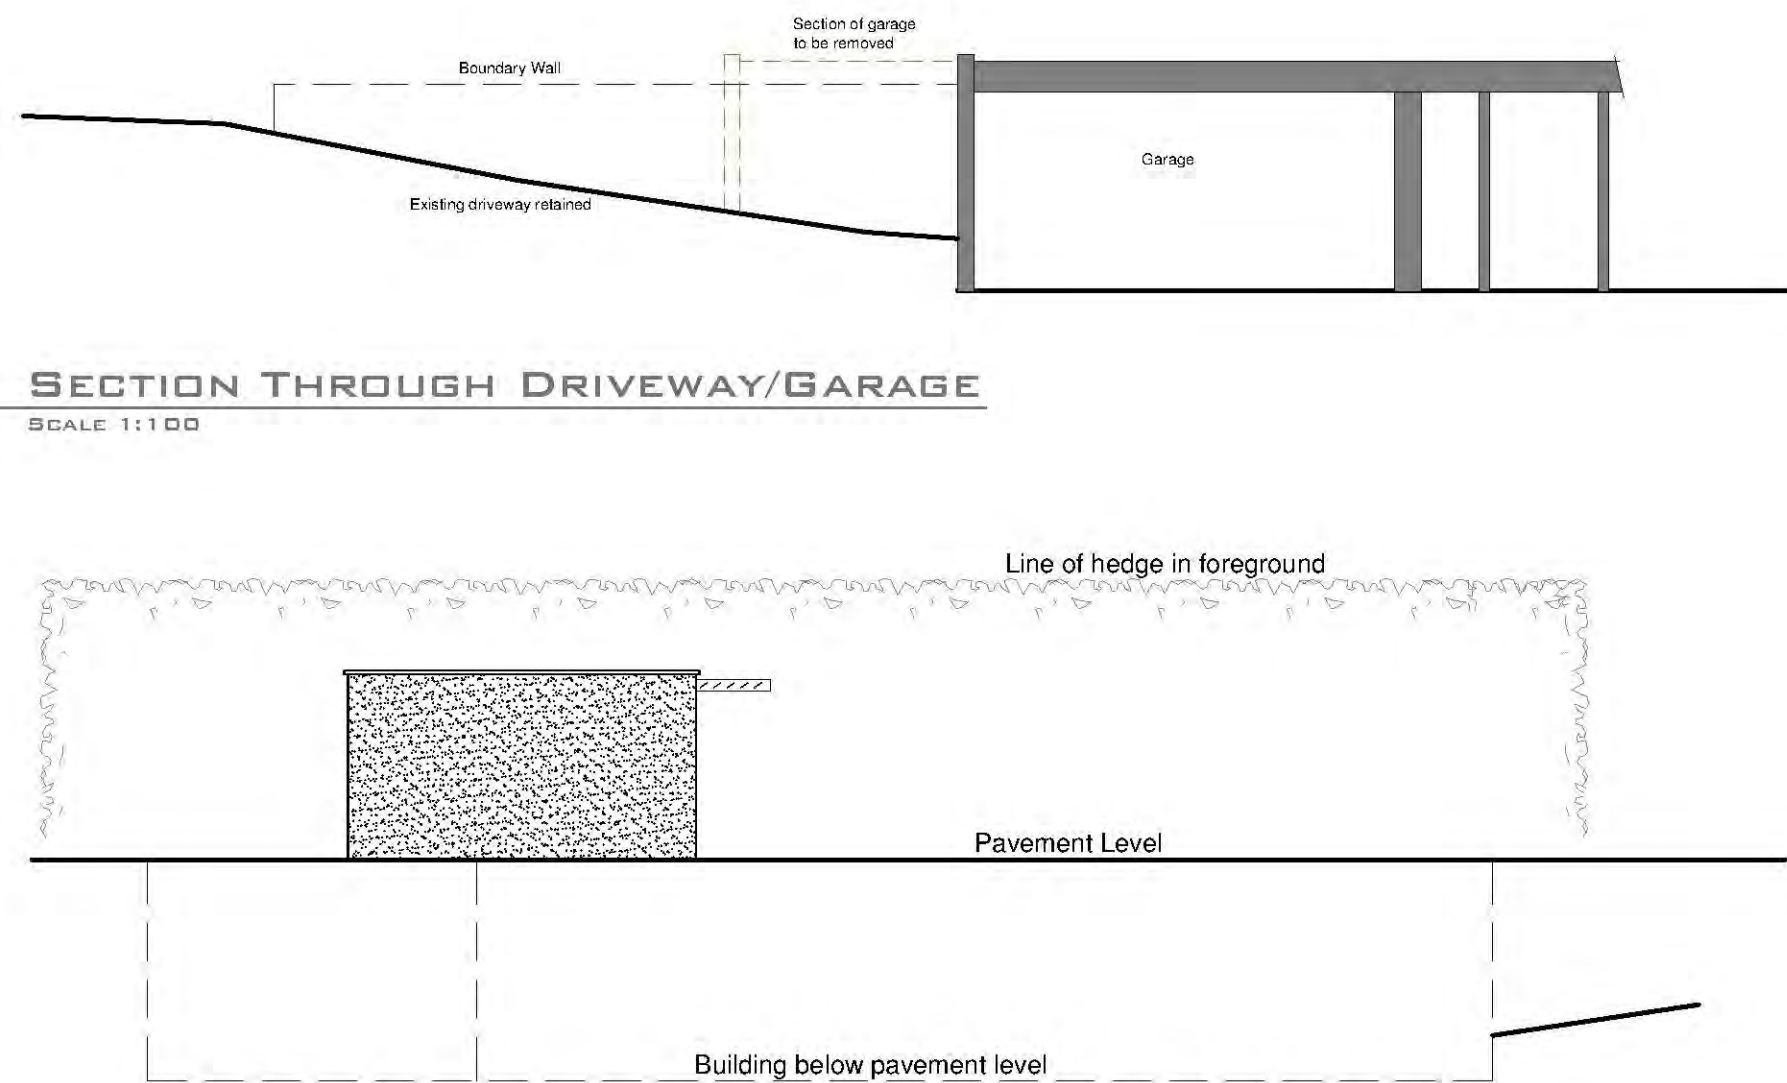 Section of garage
to be removed
Boundary Wall
Garage
Existing driveway retained
SECTION THROUGH DRIVEWAY/GARAGE
SCALE 1:100
Line of hedge in foreground
Pavement Level
Building below pavement level